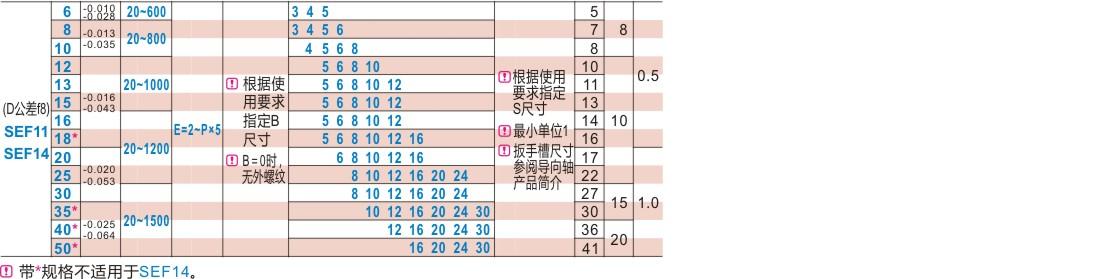 6 -0.010 -0.028 20~600 3 4 5 5
8 -0.013 -0.035 20~800 3 4 5 6 7 8
10 4 5 6 8 8
12 5 6 8 10 10
13 20~1000 5 6 8 10 12 11 0.5
15 -0.016 -0.043 5 6 8 10 12 13
16 5 6 8 10 12 14 10
18* 5 6 8 10 12 16 16
20 20~1200 6 8 10 12 16 17
25 -0.020 -0.053 8 10 12 16 20 24 22
30 8 10 12 16 20 24 27
35* 20~1500 10 12 16 20 24 30 30 15 1.0
40* -0.025 -0.064 12 16 20 24 30 36
50* 16 20 24 30 41 20
(D公差f8)
SEF11
SEF14
E=2~P×5
根据使
用要求
指定B
尺寸
B=0时,
无外螺纹
根据使用
要求指定
S尺寸
最小单位1
扳手槽尺寸
参阅导向轴
产品简介
带*规格不适用于SEF14。